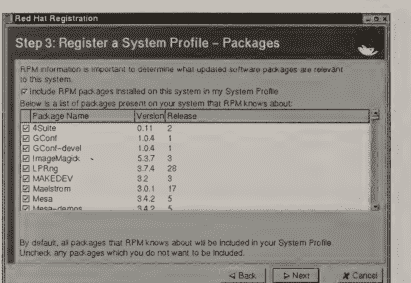 Red Hat Registration
Step 3: Register a System Profile – Packages
RPM information is important to determine what updated software packages are relevant
to this system.
Include RPM packages installed on this system in my System Profile
Below is a list of packages present on your system that RPM knows about:
Package Name Version Release
4Suite 0.11 2
GConf 1.0.4 1
GConf-devel 1.0.4 1
ImageMagick 5.3.7 3
LPRng 3.7.4 28
MAKEDEV 3.2 3
Maelstrom 3.0.1 17
Mesa 3.4.2 5
Mesa-demos 3.4.2 5
By default, all packages that RPM knows about will be included in your System Profile.
Uncheck any packages which you do not want to be included.
Back Next Cancel